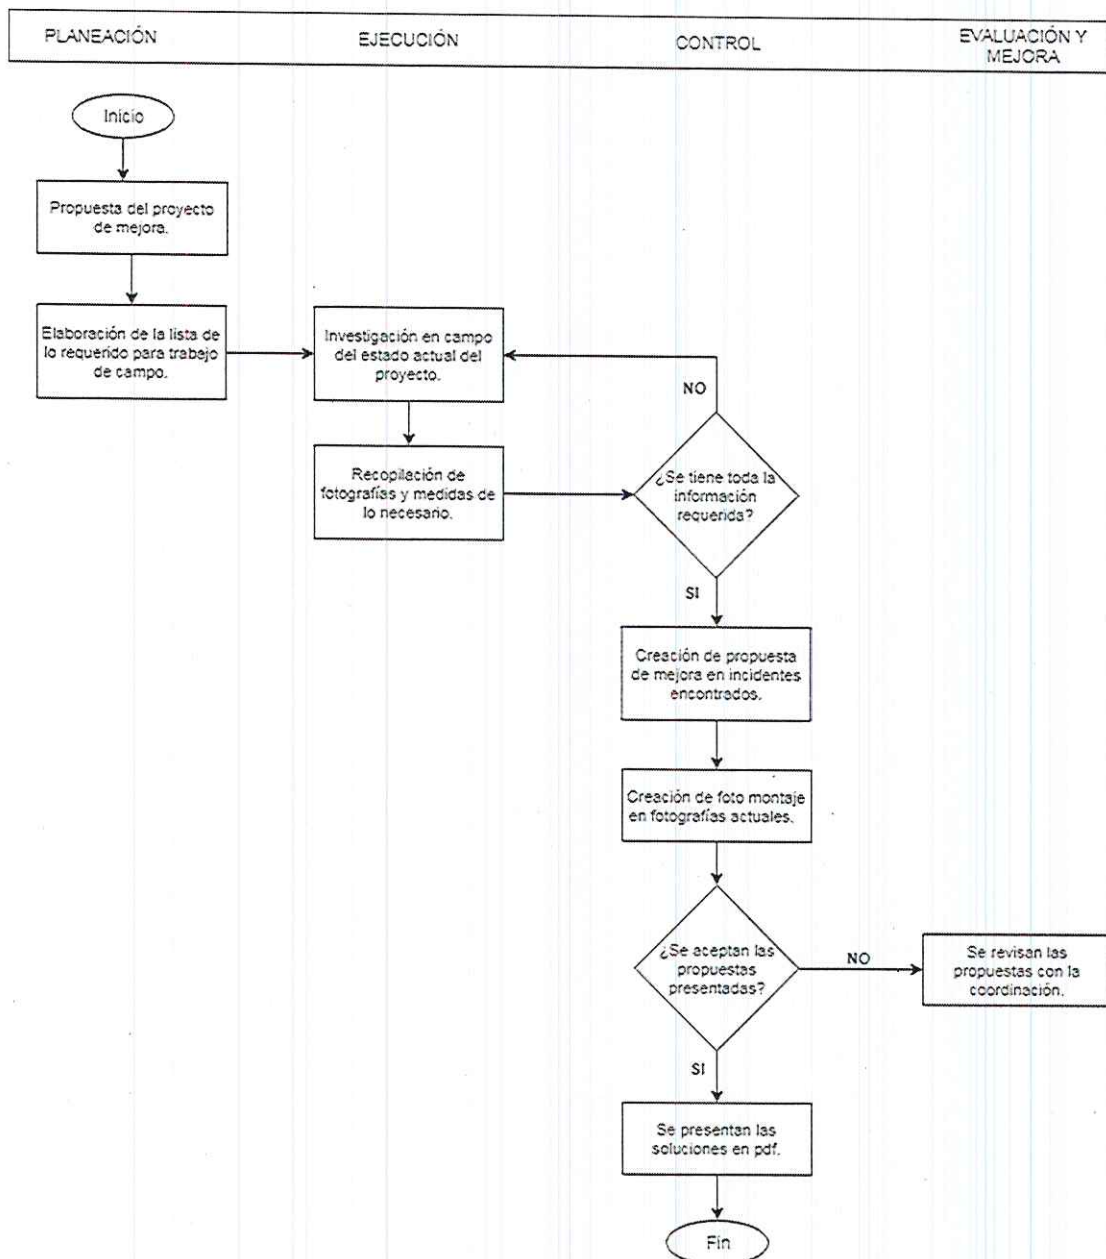 PLANEACIÓN
EJECUCIÓN
CONTROL
EVALUACIÓN Y
MEJORA
Inicio
Propuesta del proyecto
de mejora.
Elaboración de la lista de
lo requerido para trabajo
de campo.
Investigación en campo
del estado actual del
proyecto.
NO
Recopilación de
fotografías y medidas de
lo necesario.
¿Se tiene toda la
información
requerida?
SI
Creación de propuesta
de mejora en incidentes
encontrados.
Creación de foto montaje
en fotografías actuales.
¿Se aceptan las
propuestas
presentadas?
NO
Se revisan las
propuestas con la
coordinación.
SI
Se presentan las
soluciones en pdf.
Fin